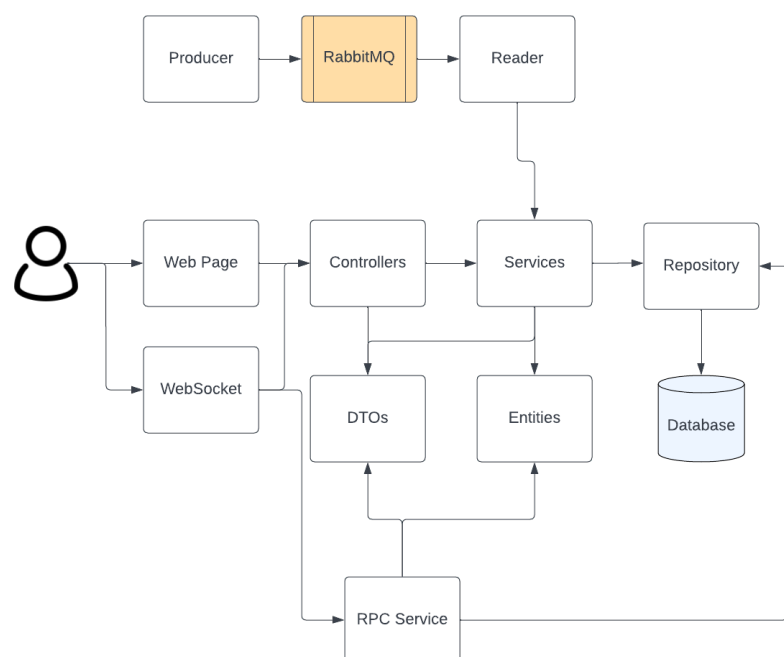 Producer
RabbitMQ
Reader
Web Page
Controllers
Services
Repository
WebSocket
DTOs
Entities
Database
RPC Service